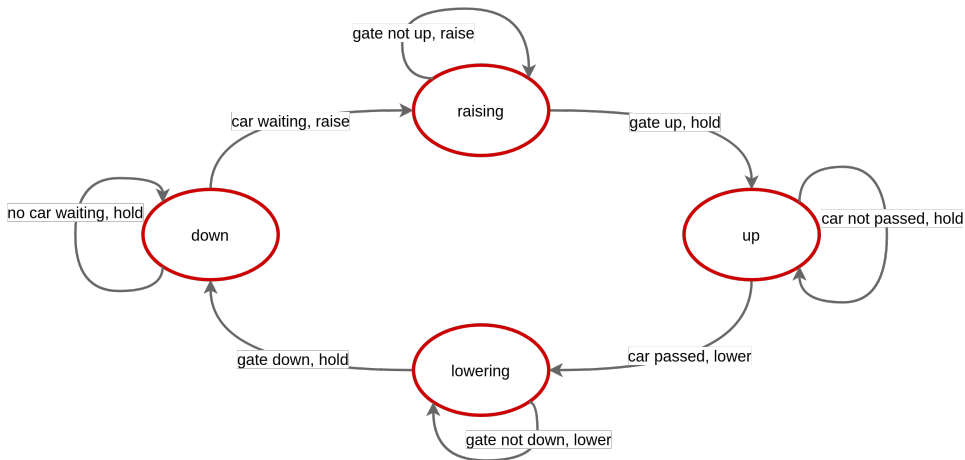 gate not up, raise
raising
car waiting, raise
gate up, hold
no car waiting, hold
down
up
car not passed, hold
gate down, hold
lowering
car passed, lower
gate not down, lower